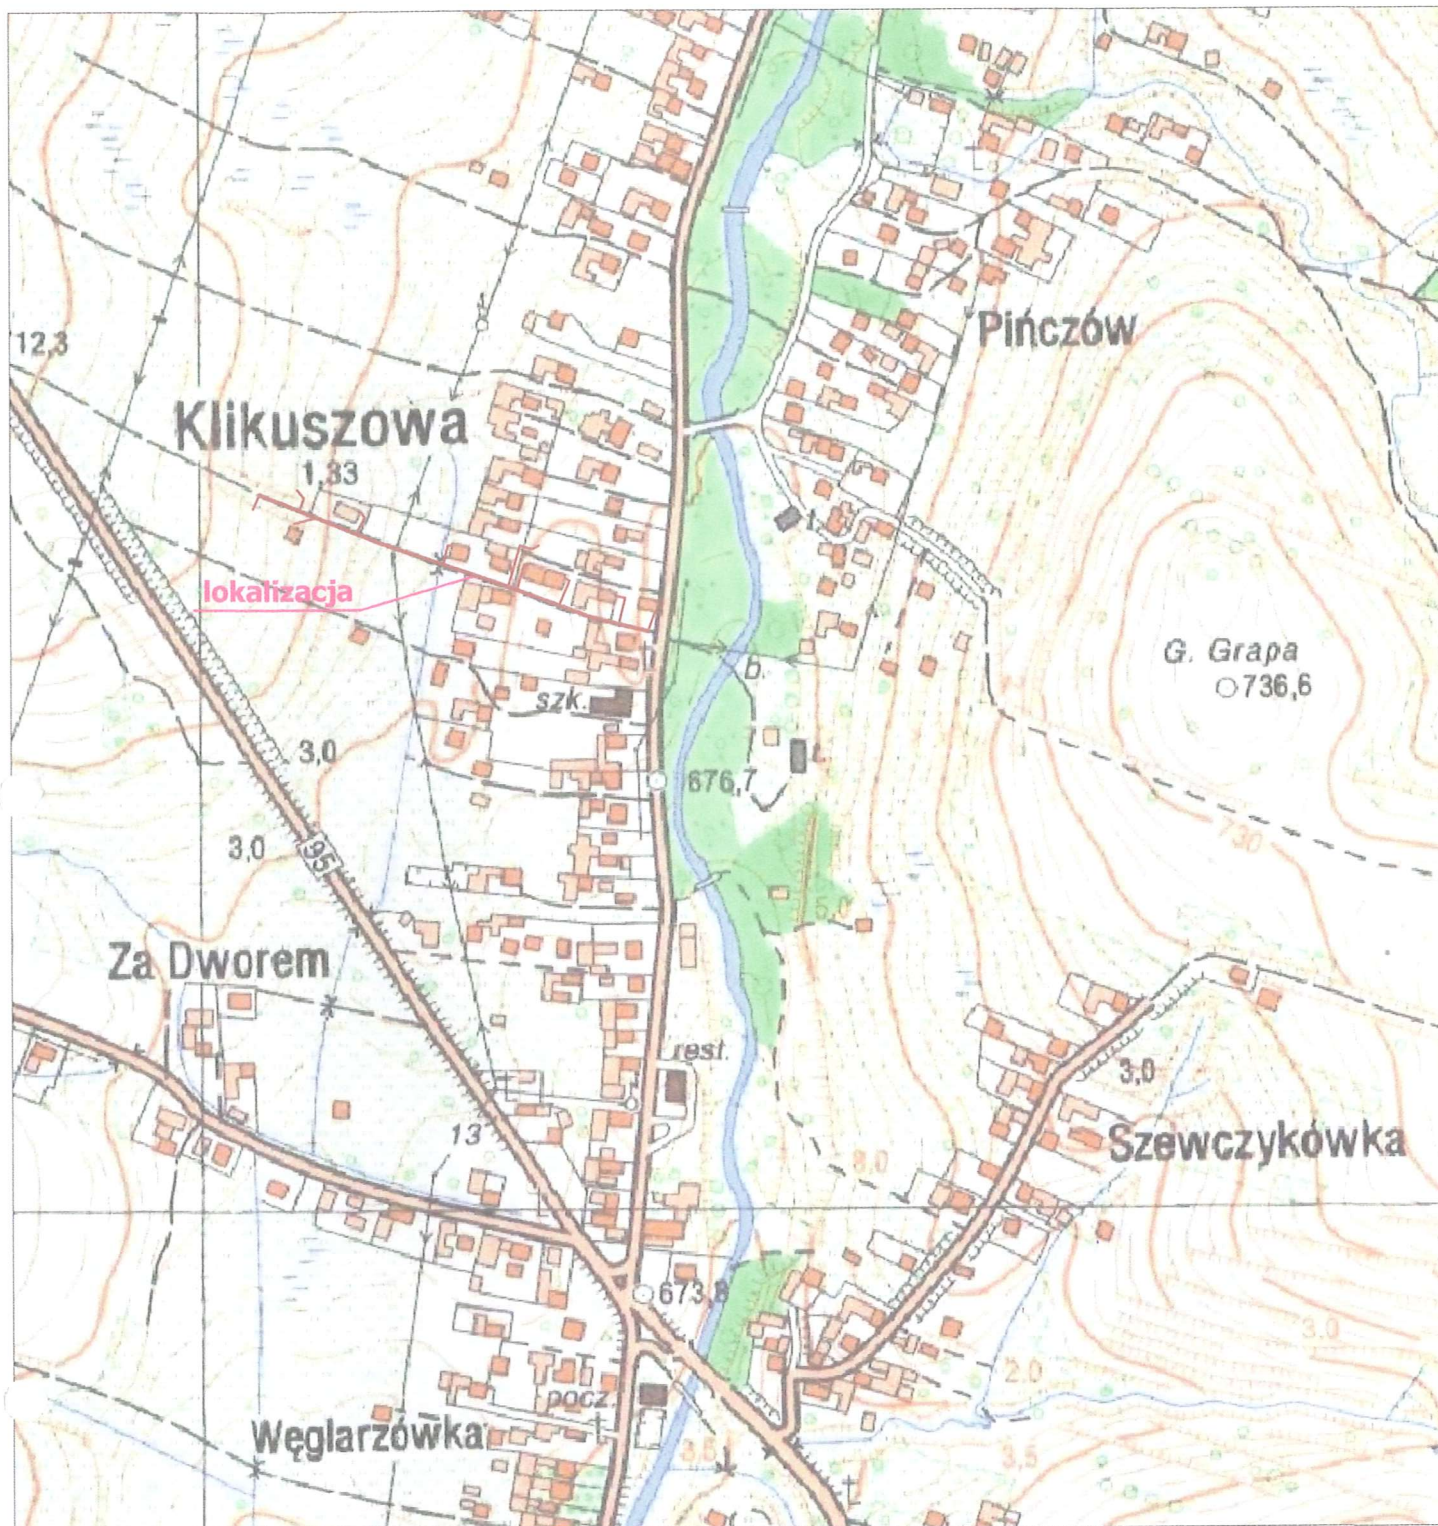 12,3
Pińczów
Klikuszowa
1,33
t.
lokalizacja
G. Grapa
736,6
b.
szk.
3,0
676,7
t.
730
3,0
95
5,0
Za Dworem
rest.
3,0
13
Szewczykówka
8,0
673,8
3.0
2.0
pocz.
Węglarzówka
3,5
3,5